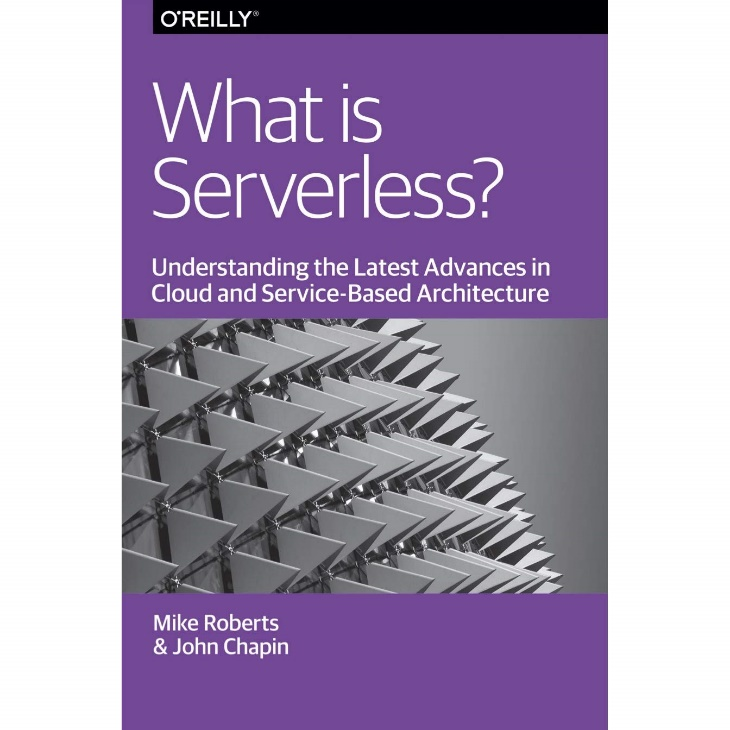 O'REILLY®
What is
Serverless?
Understanding the Latest Advances in
Cloud and Service-Based Architecture
Mike Roberts
& John Chapin